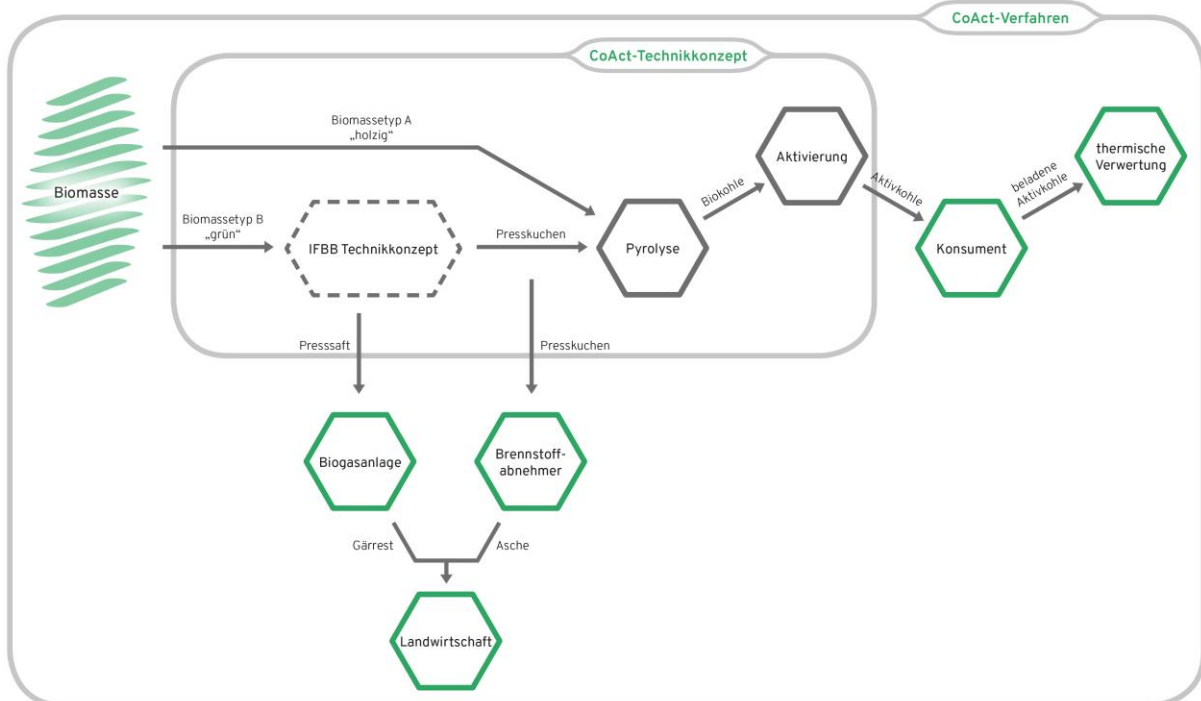 CoAct-Verfahren
CoAct-Technikkonzept
Biomasse
Biomassetyp A
„holzig“
Biomassetyp B
„grün“
IFBB Technikkonzept
Presskuchen
Pyrolyse
Biokohle
Aktivierung
Aktivkohle
Konsument
beladene
Aktivkohle
thermische
Verwertung
Presssaft
Presskuchen
Biogasanlage
Brennstoff-
abnehmer
Gärrest
Asche
Landwirtschaft